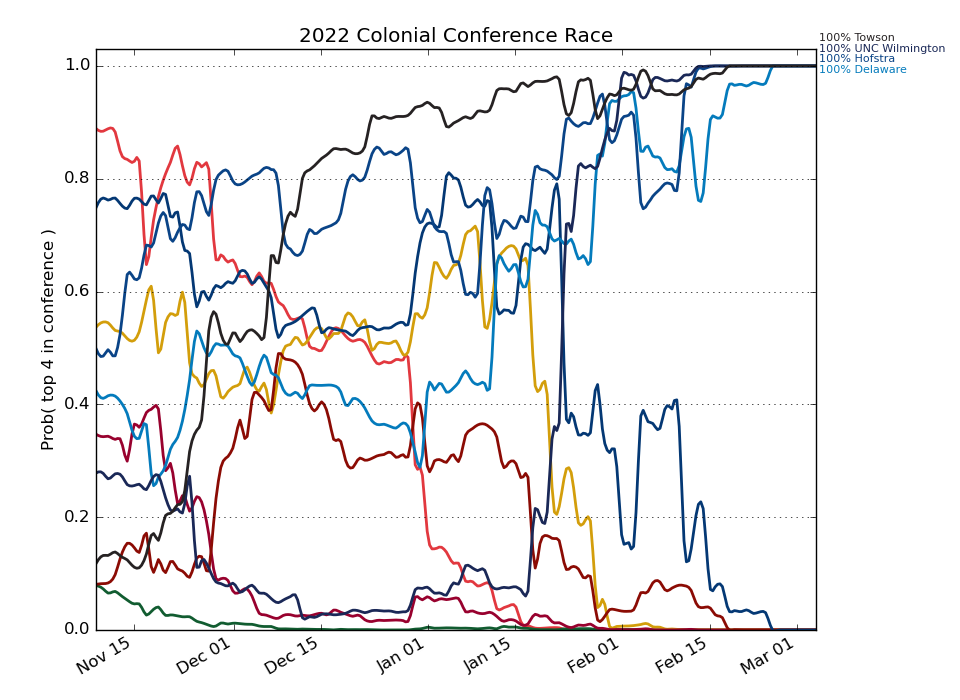 2022 Colonial Conference Race
100% Towson
100% UNC Wilmington
100% Hofstra
100% Delaware
Prob( top 4 in conference )
1.0
0.8
0.6
0.4
0.2
0.0
Nov 15
Dec 01
Dec 15
Jan 01
Jan 15
Feb 01
Feb 15
Mar 01